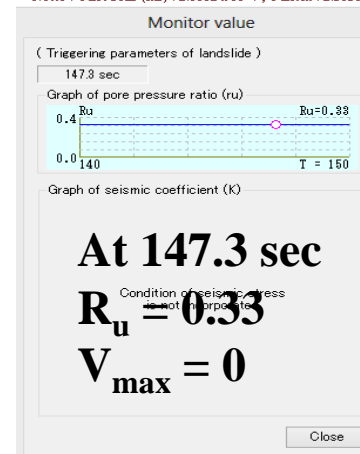 Monitor value
( Triggering parameters of landslide )
147.3 sec
Graph of pore pressure ratio (ru)
Ru
Ru=0.33
0.4
0.0
140
T = 150
Graph of seismic coefficient (K)
At 147.3 sec
Condition of seismic stress
is not incorporated
Ru = 0.33
Vmax = 0
Close